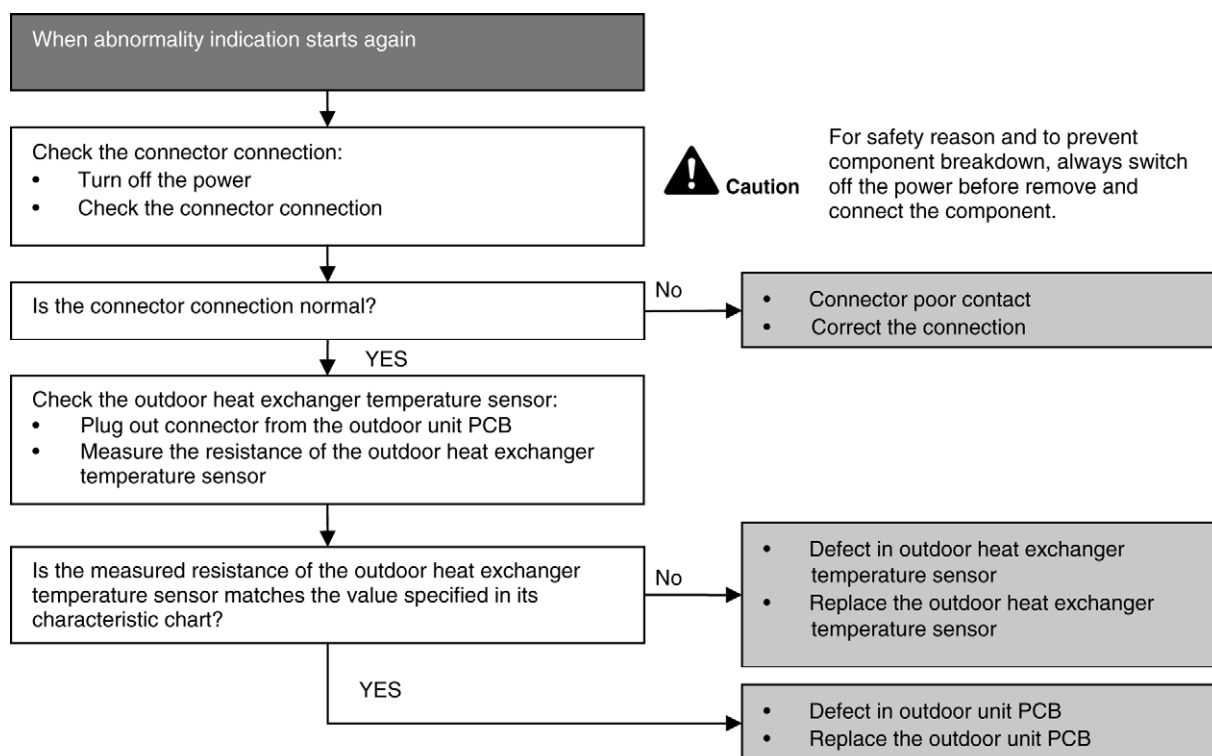 When abnormality indication starts again
Check the connector connection:
• Turn off the power
• Check the connector connection
Caution
For safety reason and to prevent
component breakdown, always switch
off the power before remove and
connect the component.
Is the connector connection normal?
No
• Connector poor contact
• Correct the connection
YES
Check the outdoor heat exchanger temperature sensor:
• Plug out connector from the outdoor unit PCB
• Measure the resistance of the outdoor heat exchanger
temperature sensor
Is the measured resistance of the outdoor heat exchanger
temperature sensor matches the value specified in its
characteristic chart?
No
• Defect in outdoor heat exchanger
temperature sensor
• Replace the outdoor heat exchanger
temperature sensor
YES
• Defect in outdoor unit PCB
• Replace the outdoor unit PCB